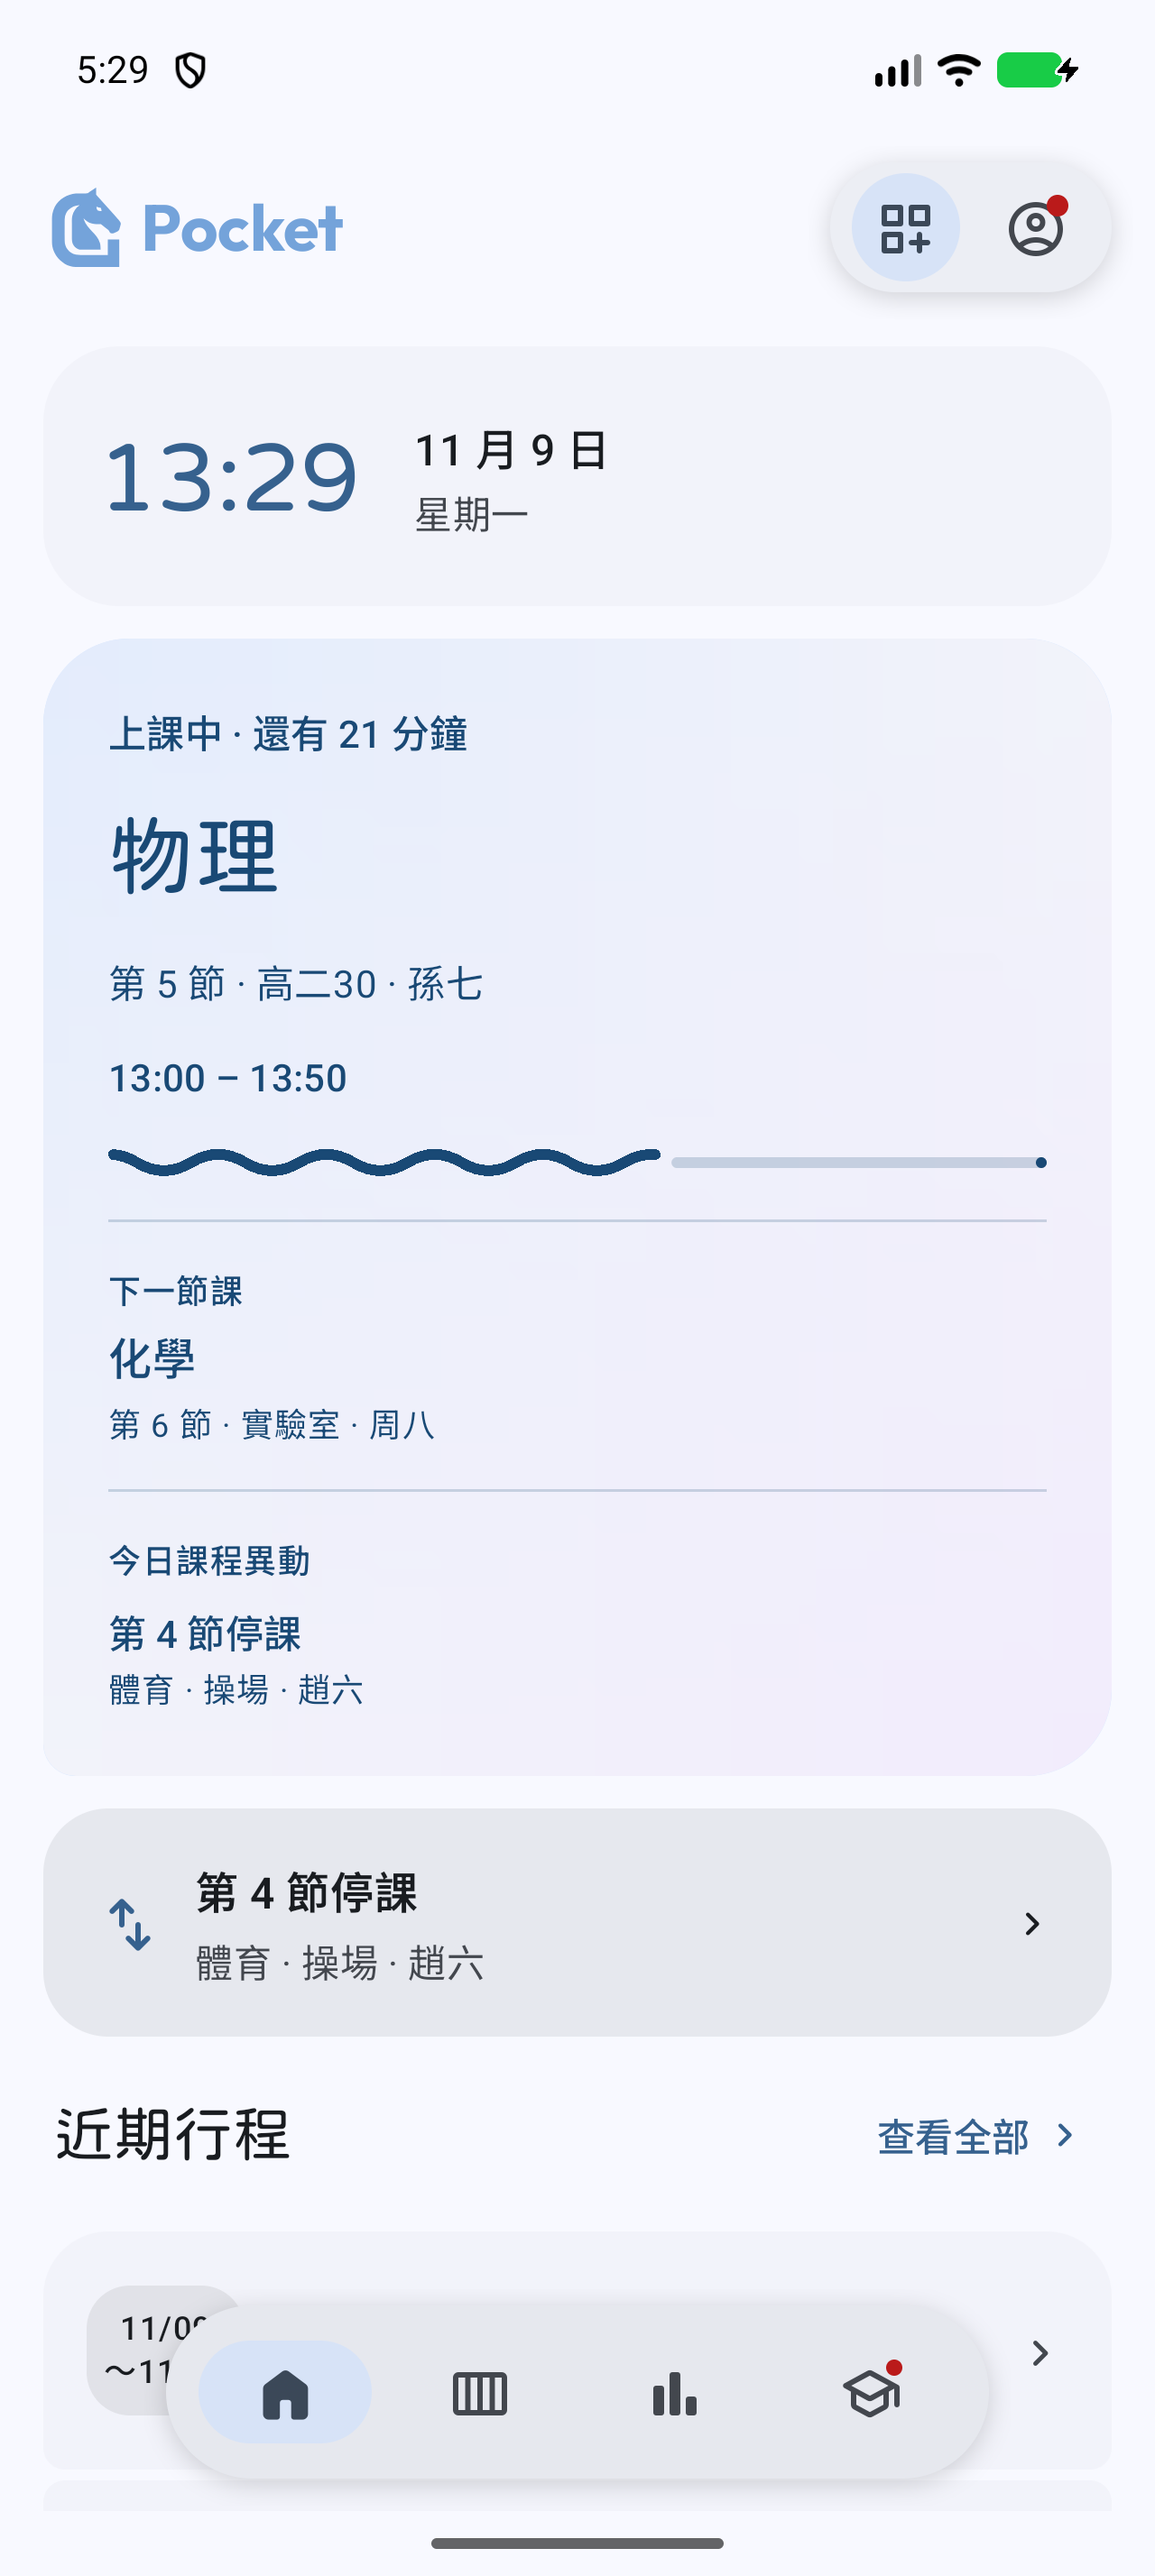 5:29
Pocket
13:29
11 月 9 日
星期一
上課中 · 還有 21 分鐘
物理
第 5 節 · 高二30 · 孫七
13:00 – 13:50
下一節課
化學
第 6 節 · 實驗室 · 周八
今日課程異動
第 4 節停課
體育 · 操場 · 趙六
第 4 節停課
體育 · 操場 · 趙六
近期行程
查看全部
11/09
～11